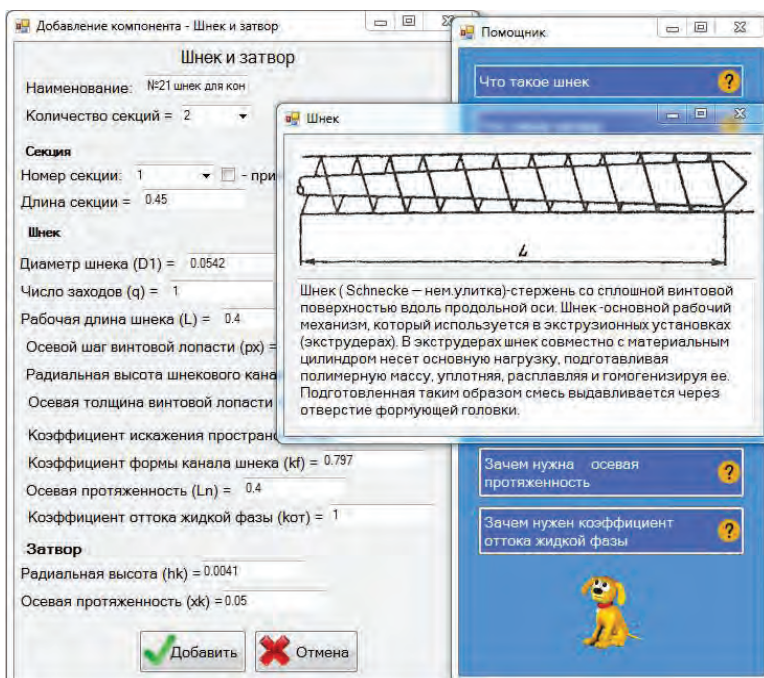 Добавление компонента - Шнек и затвор
Шнек и затвор
Наименование: №21 шнек для кон
Количество секций = 2
Секция
Номер секции: 1 - при
Длина секции = 0.45
Шнек
Диаметр шнека (D1) = 0.0542
Число заходов (q) = 1
Рабочая длина шнека (L) = 0.4
Осевой шаг винтовой лопасти (px) =
Радиальная высота шнекового кана
Осевая толщина винтовой лопасти
Коэффициент искажения простран
Коэффициент формы канала шнека (kf) = 0.797
Осевая протяженность (Ln) = 0.4
Коэффициент оттока жидкой фазы (кот) = 1
Затвор
Радиальная высота (hk) = 0.0041
Осевая протяженность (xk) = 0.05
Добавить
Отмена
Помощник
Что такое шнек
?
Шнек
L
Шнек ( Schnecke – нем.улитка)-стержень со сплошной винтовой
поверхностью вдоль продольной оси. Шнек -основной рабочий
механизм, который используется в экструзионных установках
(экструдерах). В экструдерах шнек совместно с материальным
цилиндром несет основную нагрузку, подготавливая
полимерную массу, уплотняя, расплавляя и гомогенизируя ее.
Подготовленная таким образом смесь выдавливается через
отверстие формующей головки.
Зачем нужна осевая
протяженность
?
Зачем нужен коэффициент
оттока жидкой фазы
?